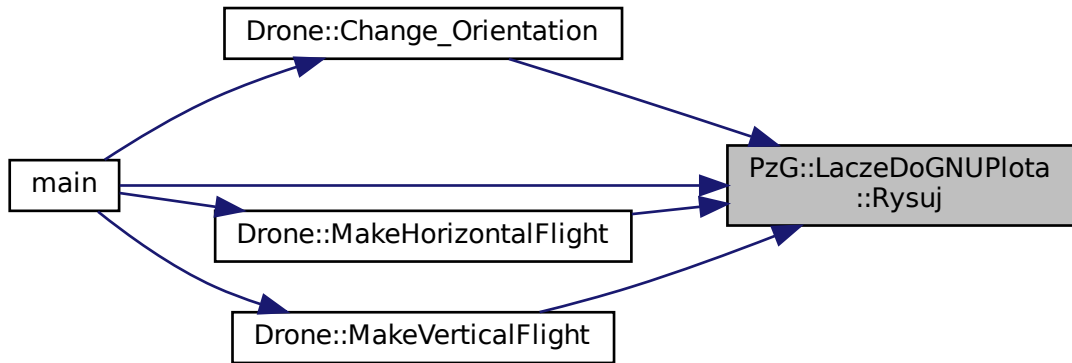 Drone::Change_Orientation
main
PzG::LaczeDoGNUPlota
::Rysuj
Drone::MakeHorizontalFlight
Drone::MakeVerticalFlight